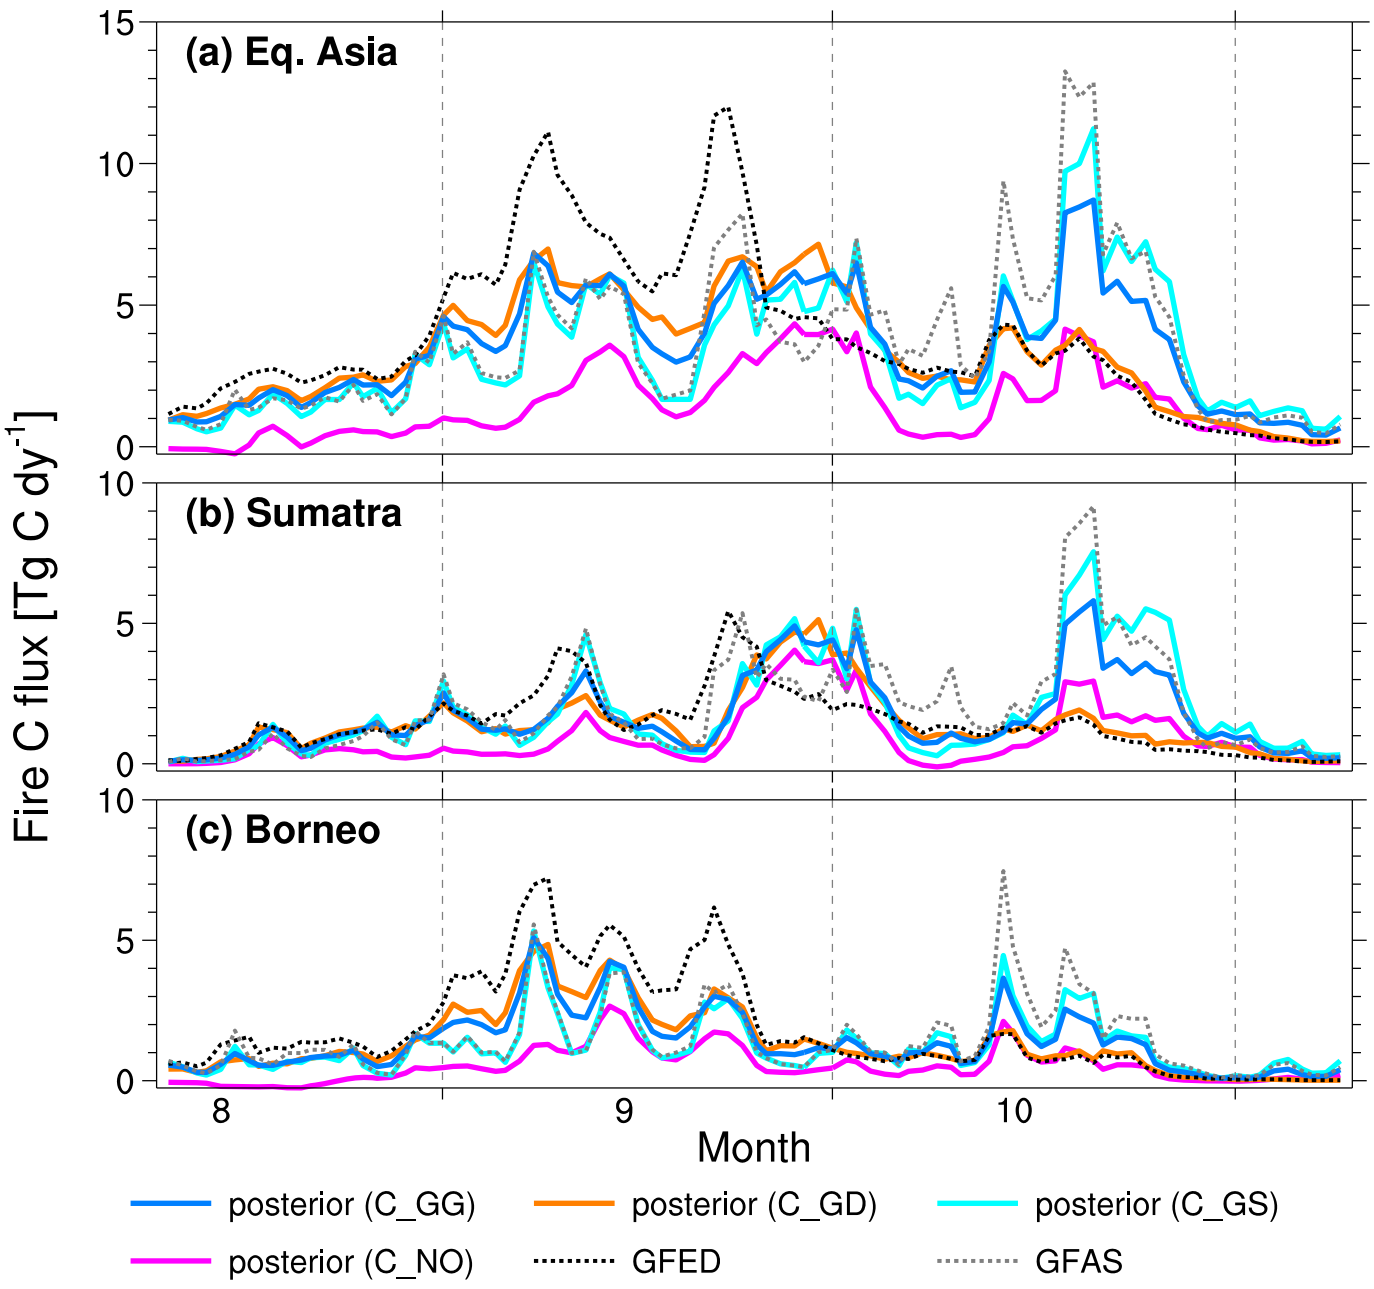 15
(a) Eq. Asia
10
5
0
10
(b) Sumatra
5
0
10
(c) Borneo
5
0
Fire C flux [Tg C dy⁻¹]
8 9 10
Month
posterior (C_GG) posterior (C_GD) posterior (C_GS)
posterior (C_NO) GFED GFAS